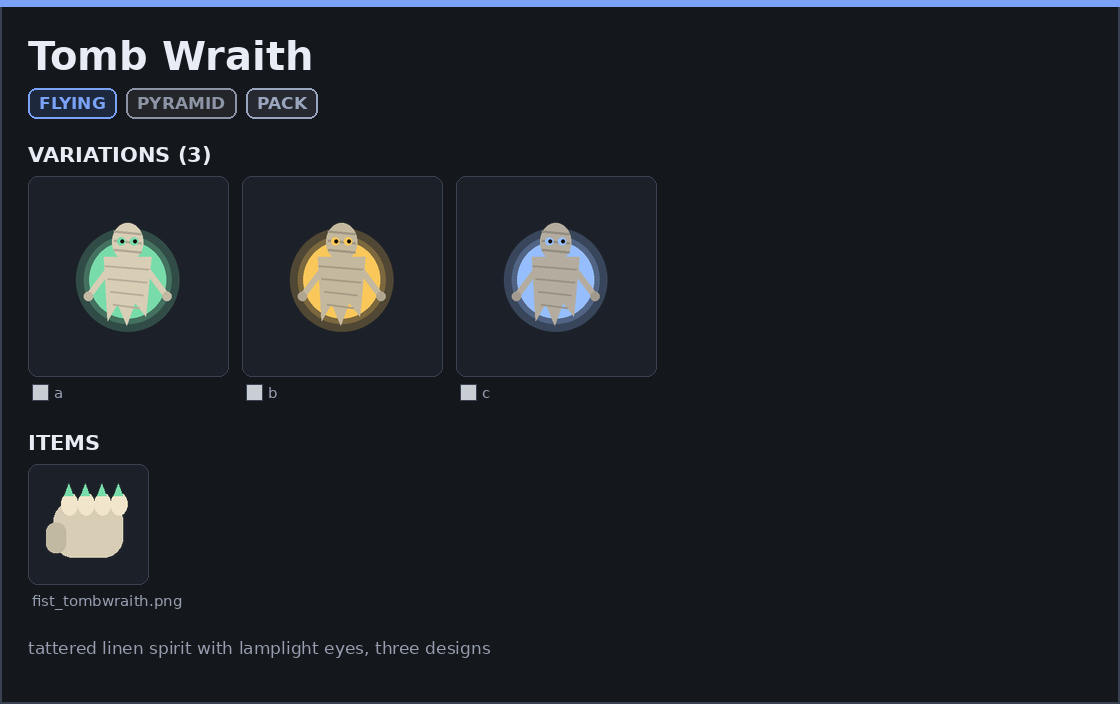 Tomb Wraith
FLYING PYRAMID PACK
VARIATIONS (3)
a b c
ITEMS
fist_tombwraith.png
tattered linen spirit with lamplight eyes, three designs